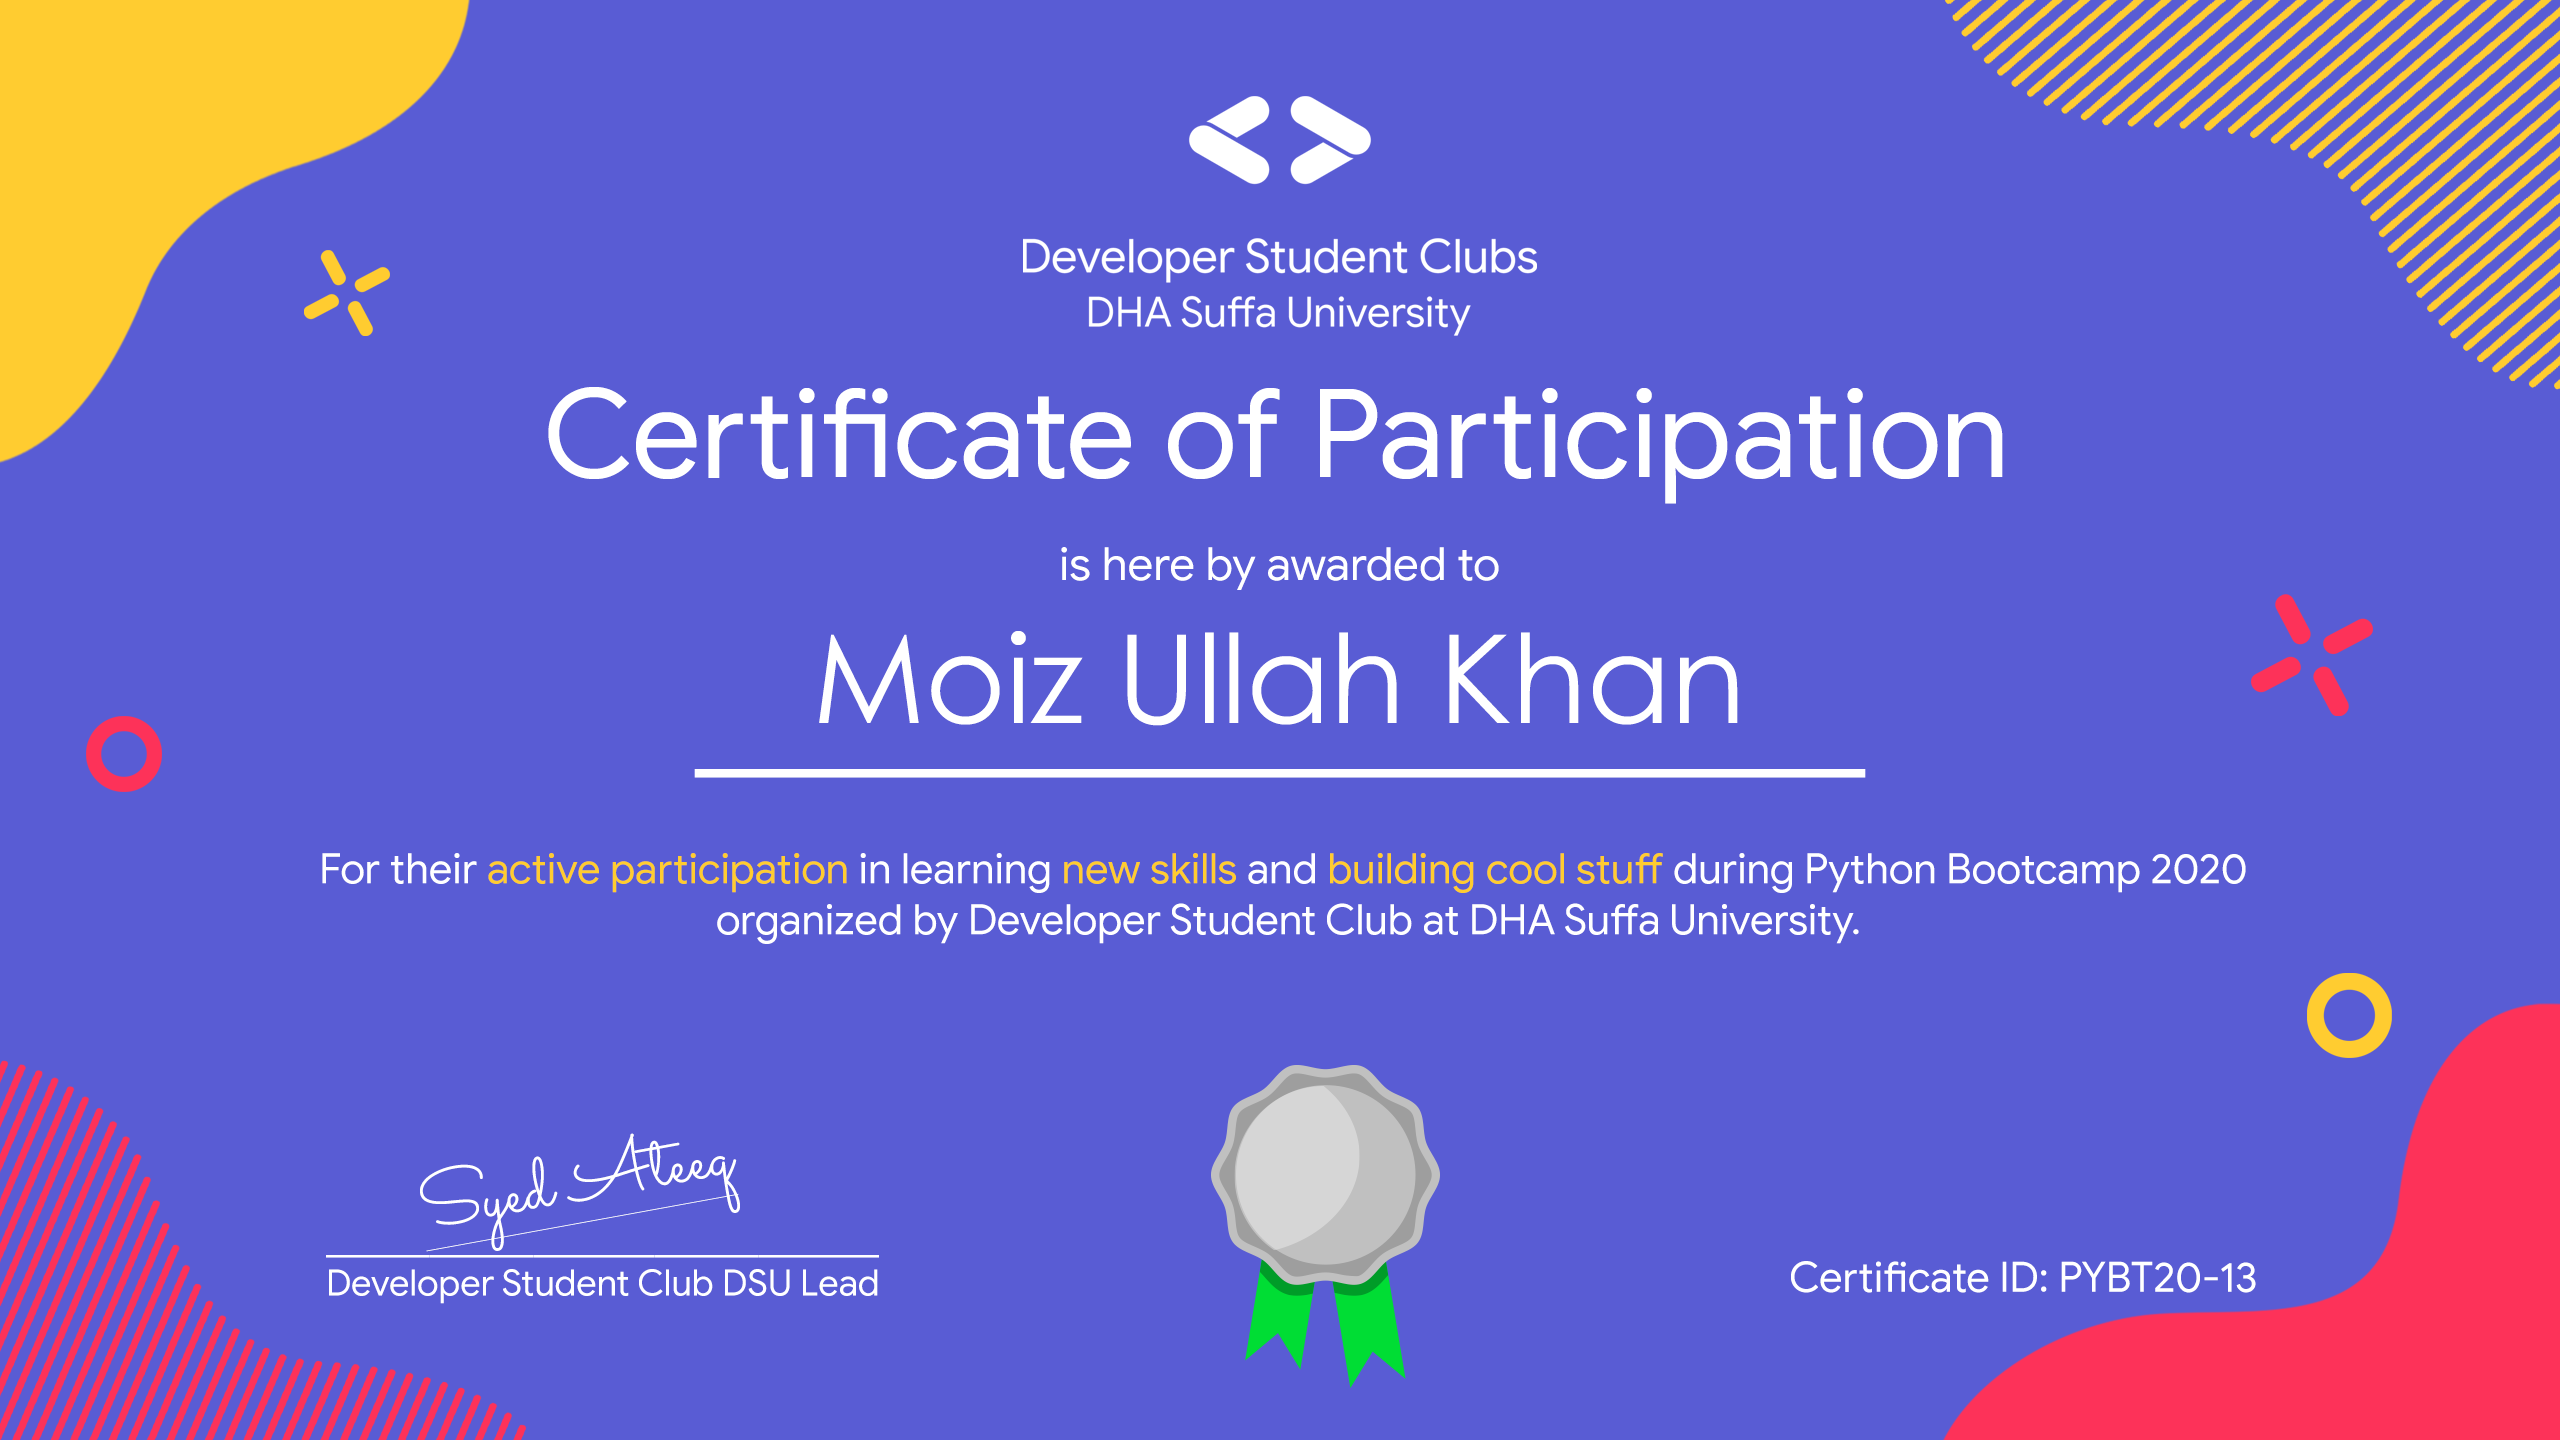 Developer Student Clubs
DHA Suffa University
Certificate of Participation
is here by awarded to
Moiz Ullah Khan
For their active participation in learning new skills and building cool stuff during Python Bootcamp 2020
organized by Developer Student Club at DHA Suffa University.
Syed Ateeq
Developer Student Club DSU Lead
Certificate ID: PYBT20-13